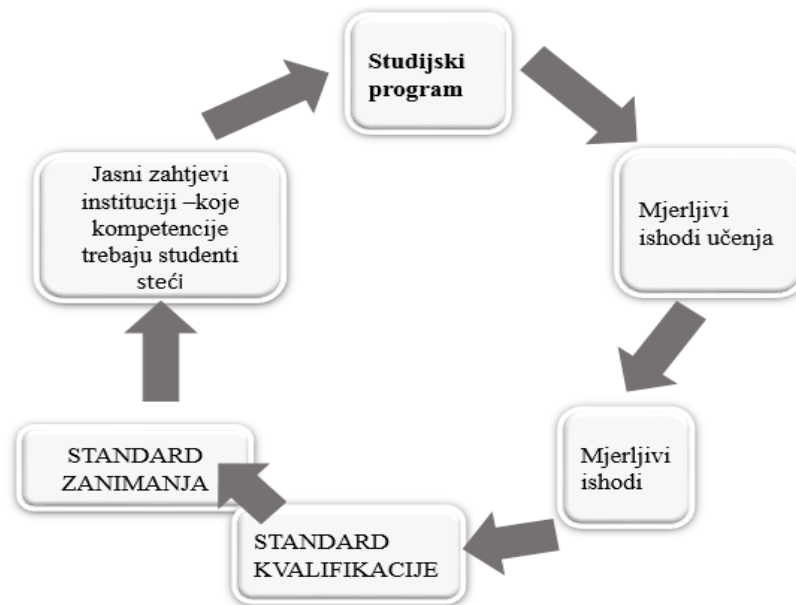 Studijski
program
Mjerljivi
ishodi učenja
Mjerljivi
ishodi
STANDARD
KVALIFIKACIJE
STANDARD
ZANIMANJA
Jasni zahtjevi
instituciji –koje
kompetencije
trebaju studenti
steći